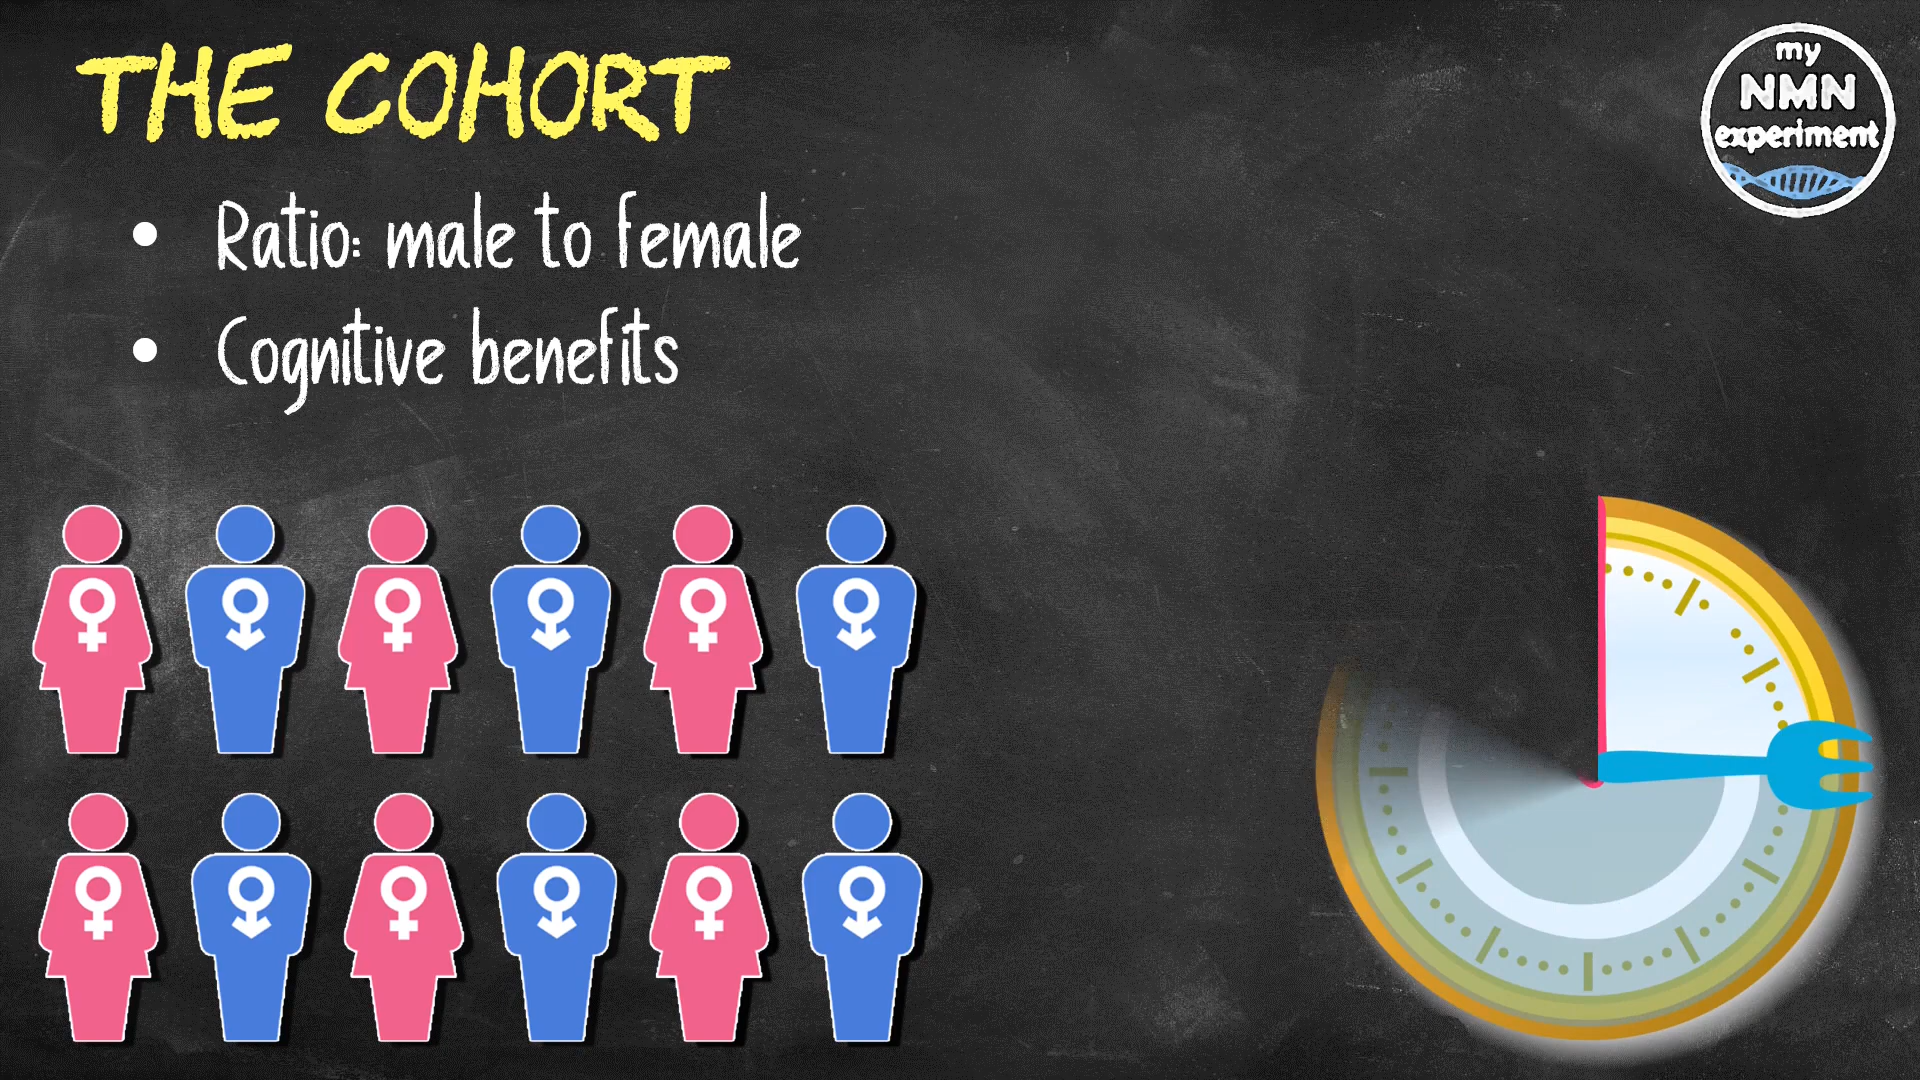 THE COHORT
my
NMN
experiment
• Ratio: male to female
• Cognitive benefits